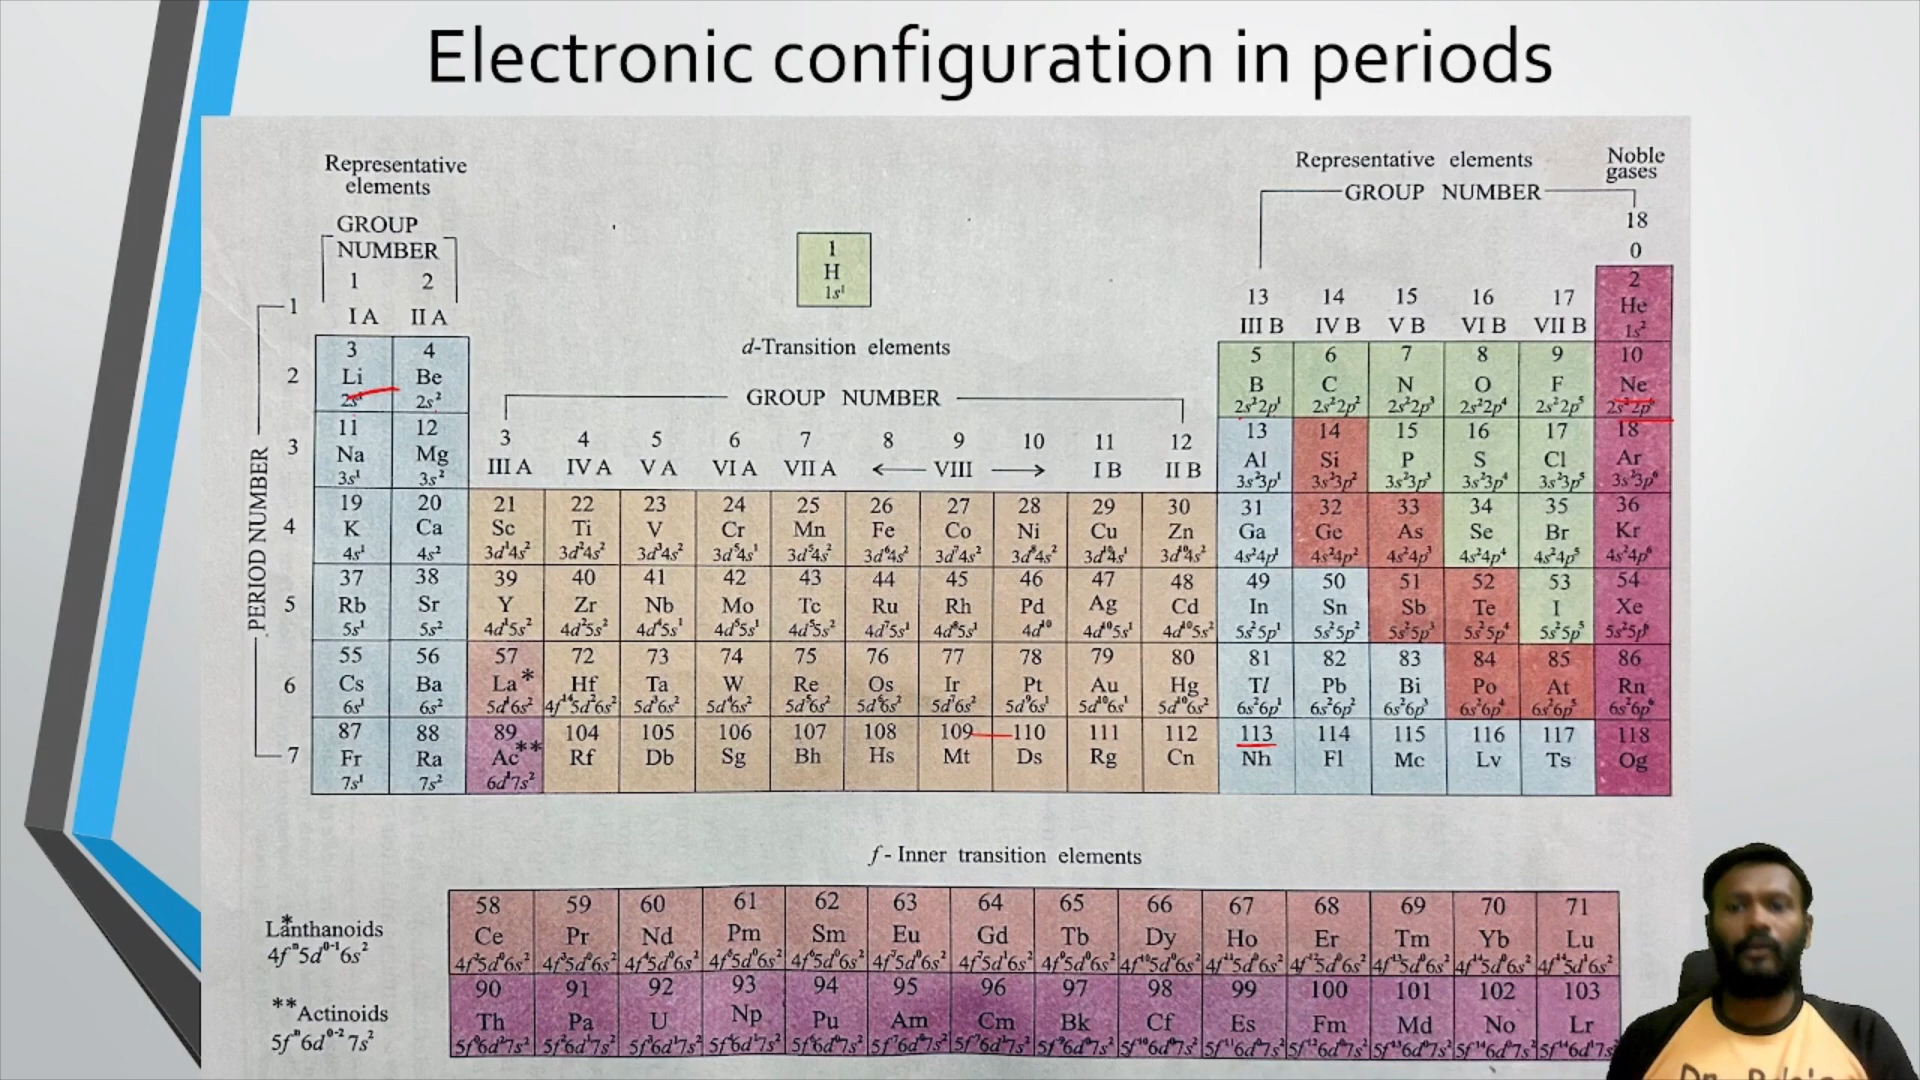 Electronic configuration in periods
Representative
elements
GROUP
NUMBER
1 2
I A II A
Representative elements
GROUP NUMBER
Noble
gases
18
0
1
H
1s¹
2
He
1s²
13 14 15 16 17
III B IV B V B VI B VII B
d-Transition elements
GROUP NUMBER
3 4 5 6 7 8 9 10 11 12
III A IV A V A VI A VII A ← VIII → I B II B
PERIOD NUMBER
1
2
3 4 5 6 7 8 9 10
Li Be B C N O F Ne
2s¹ 2s² 2s²2p¹ 2s²2p² 2s²2p³ 2s²2p⁴ 2s²2p⁵ 2s²2p⁶
3
11 12 13 14 15 16 17 18
Na Mg Al Si P S Cl Ar
3s¹ 3s² 3s²3p¹ 3s²3p² 3s²3p³ 3s²3p⁴ 3s²3p⁵ 3s²3p⁶
4
19 20 21 22 23 24 25 26 27 28 29 30 31 32 33 34 35 36
K Ca Sc Ti V Cr Mn Fe Co Ni Cu Zn Ga Ge As Se Br Kr
4s¹ 4s² 3d¹4s² 3d²4s² 3d³4s² 3d⁵4s¹ 3d⁵4s² 3d⁶4s² 3d⁷4s² 3d⁸4s² 3d¹⁰4s¹ 3d¹⁰4s² 4s²4p¹ 4s²4p² 4s²4p³ 4s²4p⁴ 4s²4p⁵ 4s²4p⁶
5
37 38 39 40 41 42 43 44 45 46 47 48 49 50 51 52 53 54
Rb Sr Y Zr Nb Mo Tc Ru Rh Pd Ag Cd In Sn Sb Te I Xe
5s¹ 5s² 4d¹5s² 4d²5s² 4d⁴5s¹ 4d⁵5s¹ 4d⁵5s² 4d⁷5s¹ 4d⁸5s¹ 4d¹⁰ 4d¹⁰5s¹ 4d¹⁰5s² 5s²5p¹ 5s²5p² 5s²5p³ 5s²5p⁴ 5s²5p⁵ 5s²5p⁶
6
55 56 57 72 73 74 75 76 77 78 79 80 81 82 83 84 85 86
Cs Ba La* Hf Ta W Re Os Ir Pt Au Hg Tl Pb Bi Po At Rn
6s¹ 6s² 5d¹6s² 4f¹⁴5d²6s² 5d³6s² 5d⁴6s² 5d⁵6s² 5d⁶6s² 5d⁷6s² 5d⁹6s¹ 5d¹⁰6s¹ 5d¹⁰6s² 6s²6p¹ 6s²6p² 6s²6p³ 6s²6p⁴ 6s²6p⁵ 6s²6p⁶
7
87 88 89 104 105 106 107 108 109 110 111 112 113 114 115 116 117 118
Fr Ra Ac** Rf Db Sg Bh Hs Mt Ds Rg Cn Nh Fl Mc Lv Ts Og
7s¹ 7s² 6d¹7s²
f - Inner transition elements
*
Lanthanoids
4fⁿ5d⁰⁻¹6s²
58 59 60 61 62 63 64 65 66 67 68 69 70 71
Ce Pr Nd Pm Sm Eu Gd Tb Dy Ho Er Tm Yb Lu
**Actinoids
5fⁿ6d⁰⁻²7s²
90 91 92 93 94 95 96 97 98 99 100 101 102 103
Th Pa U Np Pu Am Cm Bk Cf Es Fm Md No Lr